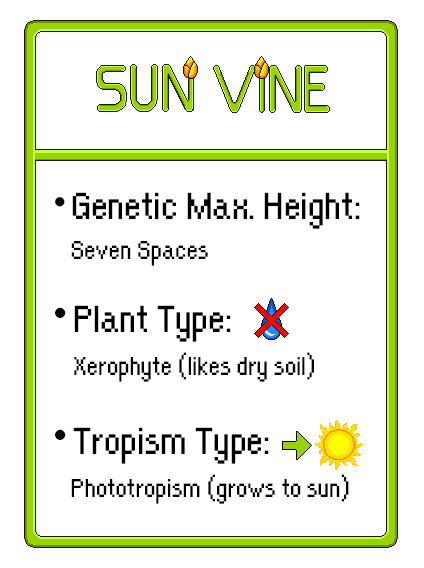 SUN VINE
• Genetic Max. Height:
Seven Spaces
• Plant Type:
Xerophyte (likes dry soil)
• Tropism Type:
Phototropism (grows to sun)